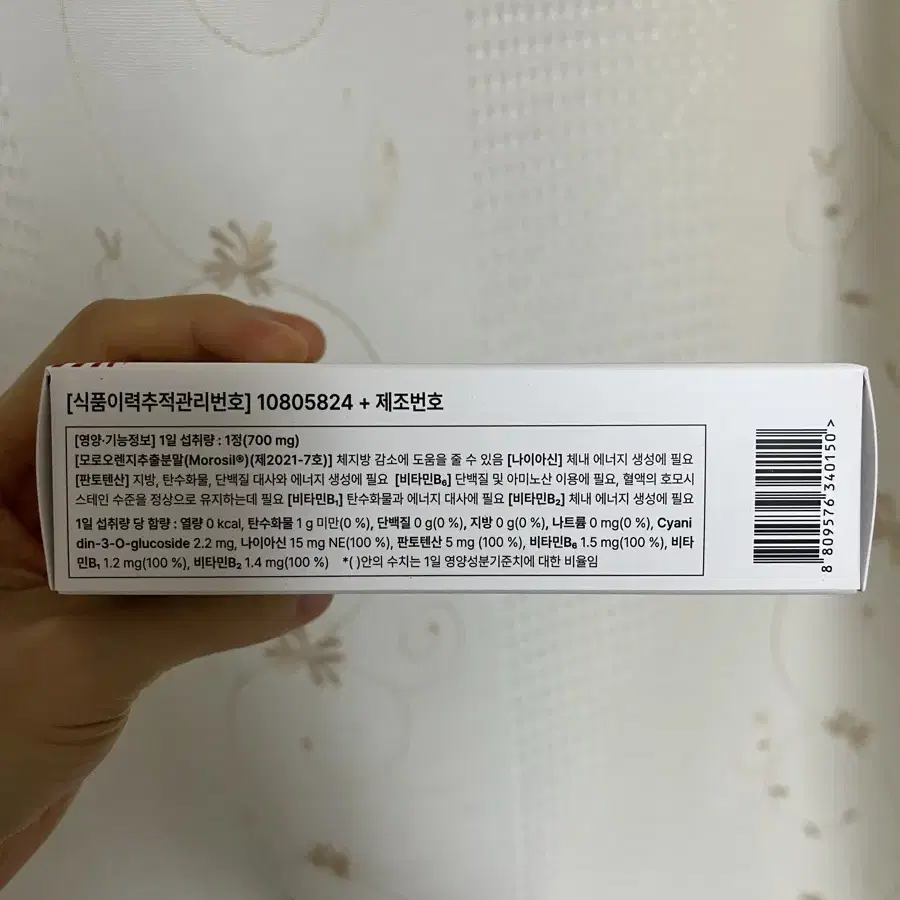 [식품이력추적관리번호] 10805824 + 제조번호
[영양·기능정보] 1일 섭취량 : 1정(700 mg)
[모로오렌지추출분말(Morosil®)(제2021-7호)] 체지방 감소에 도움을 줄 수 있음 [나이아신] 체내 에너지 생성에 필요
[판토텐산] 지방, 탄수화물, 단백질 대사와 에너지 생성에 필요 [비타민B₆] 단백질 및 아미노산 이용에 필요, 혈액의 호모시
스테인 수준을 정상으로 유지하는데 필요 [비타민B₁] 탄수화물과 에너지 대사에 필요 [비타민B₂] 체내 에너지 생성에 필요
1일 섭취량 당 함량 : 열량 0 kcal, 탄수화물 1 g 미만(0 %), 단백질 0 g(0 %), 지방 0 g(0 %), 나트륨 0 mg(0 %), Cyani
din-3-O-glucoside 2.2 mg, 나이아신 15 mg NE(100 %), 판토텐산 5 mg (100 %), 비타민B₆ 1.5 mg(100 %), 비타
민B₁ 1.2 mg(100 %), 비타민B₂ 1.4 mg(100 %) *( )안의 수치는 1일 영양성분기준치에 대한 비율임
8 809576 340150 >